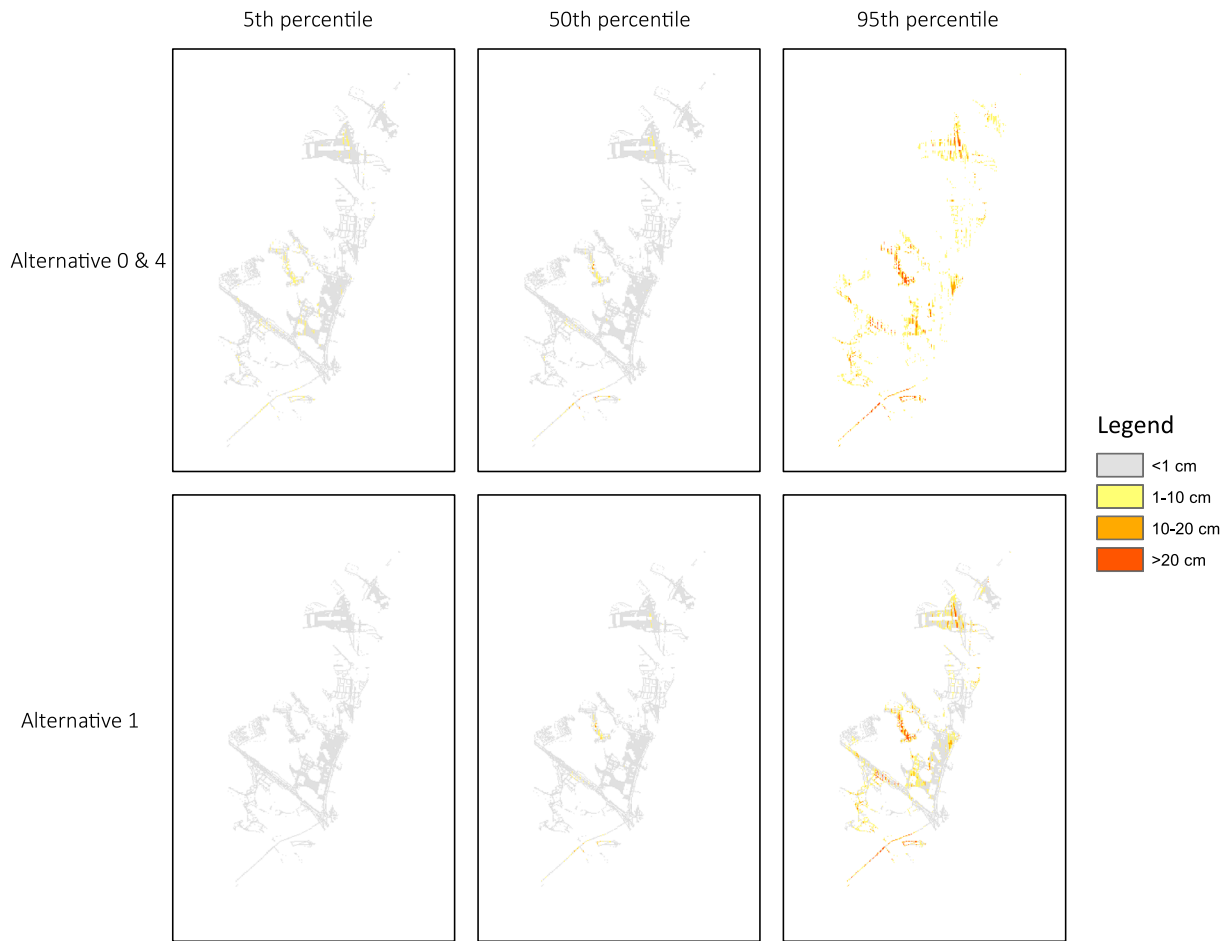 5th percentile
50th percentile
95th percentile
Alternative 0 & 4
Legend
<1 cm
1-10 cm
10-20 cm
>20 cm
Alternative 1